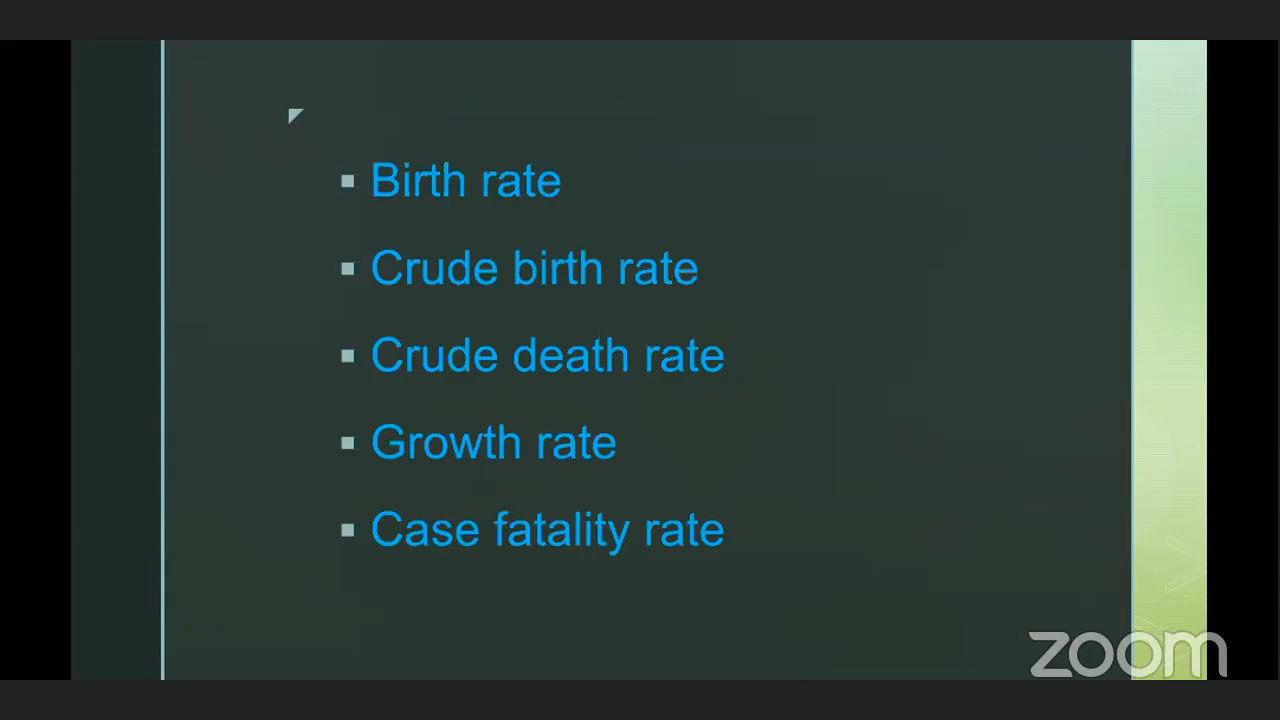 Birth rate
Crude birth rate
Crude death rate
Growth rate
Case fatality rate
zoom